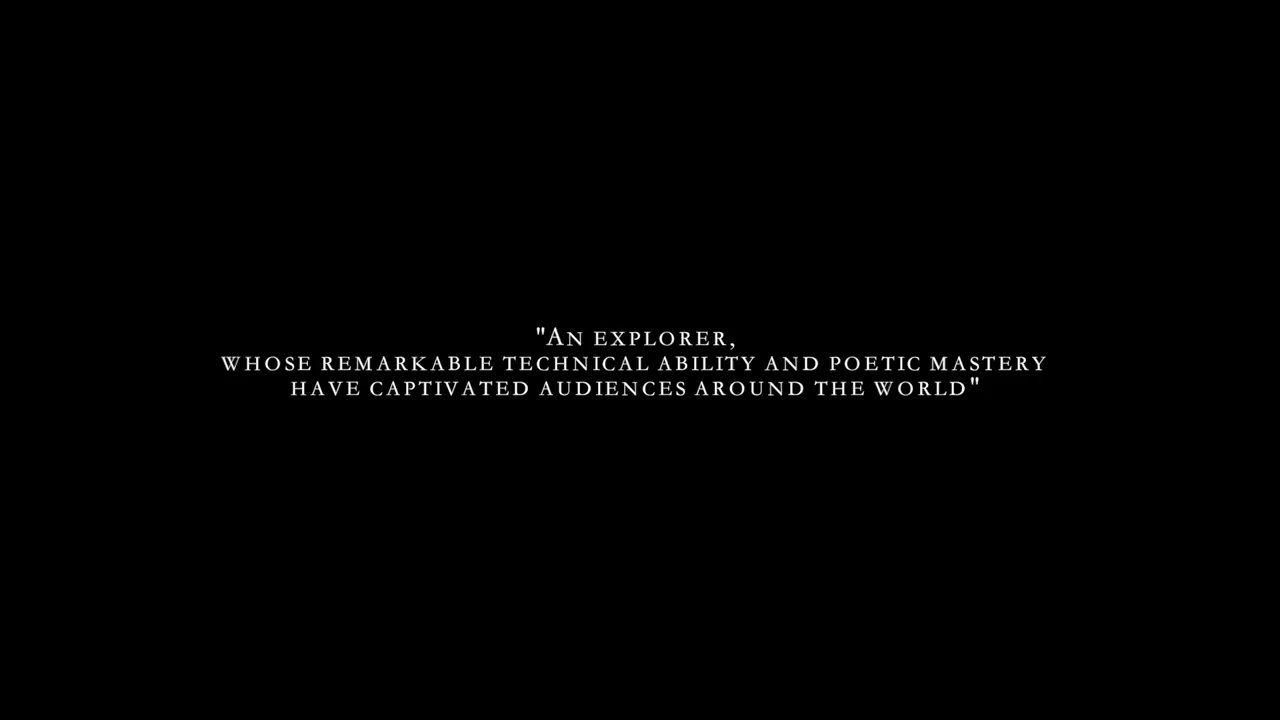 "An explorer,
whose remarkable technical ability and poetic mastery
have captivated audiences around the world"